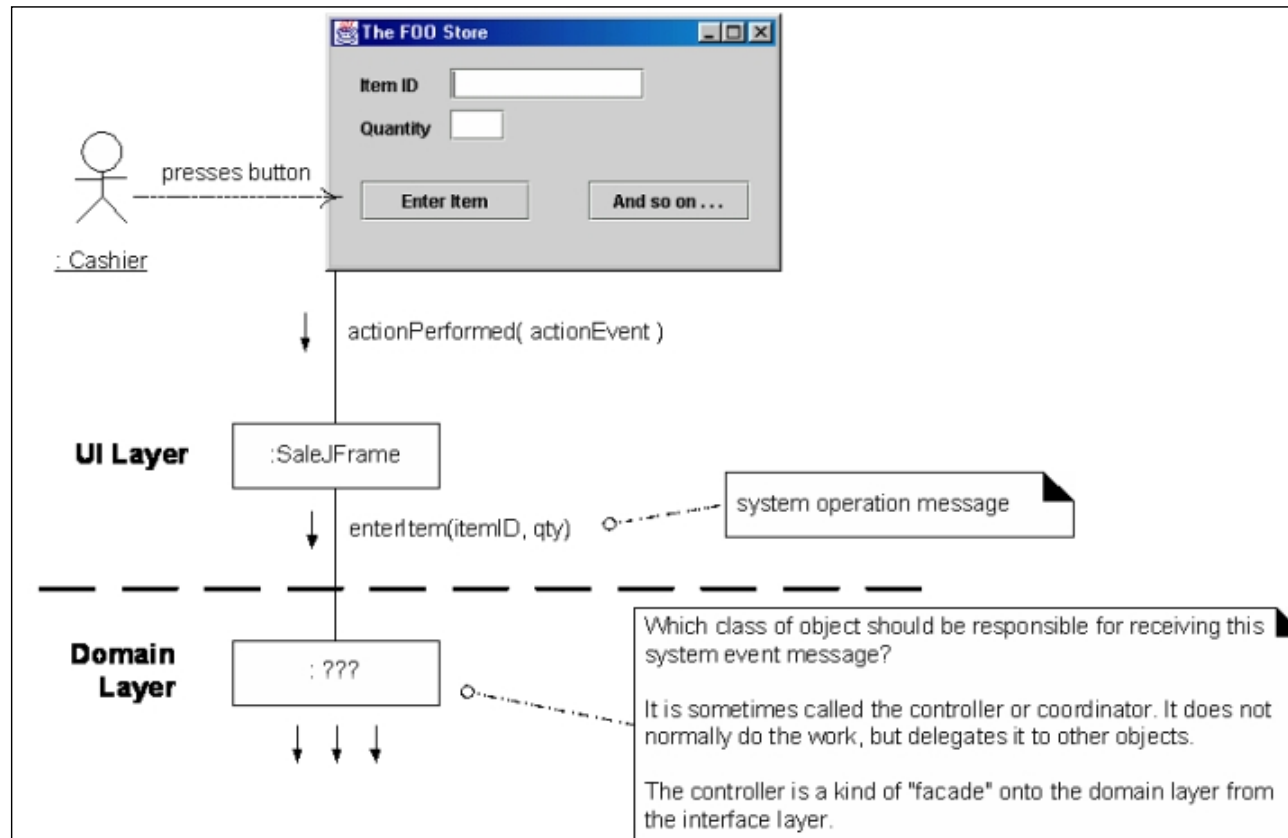 The FOO Store
Item ID
Quantity
presses button
Enter Item
And so on . . .
: Cashier
actionPerformed( actionEvent )
UI Layer
:SaleJFrame
system operation message
enterItem(itemID, qty)
Domain
Layer
: ???
Which class of object should be responsible for receiving this
system event message?
It is sometimes called the controller or coordinator. It does not
normally do the work, but delegates it to other objects.
The controller is a kind of "facade" onto the domain layer from
the interface layer.